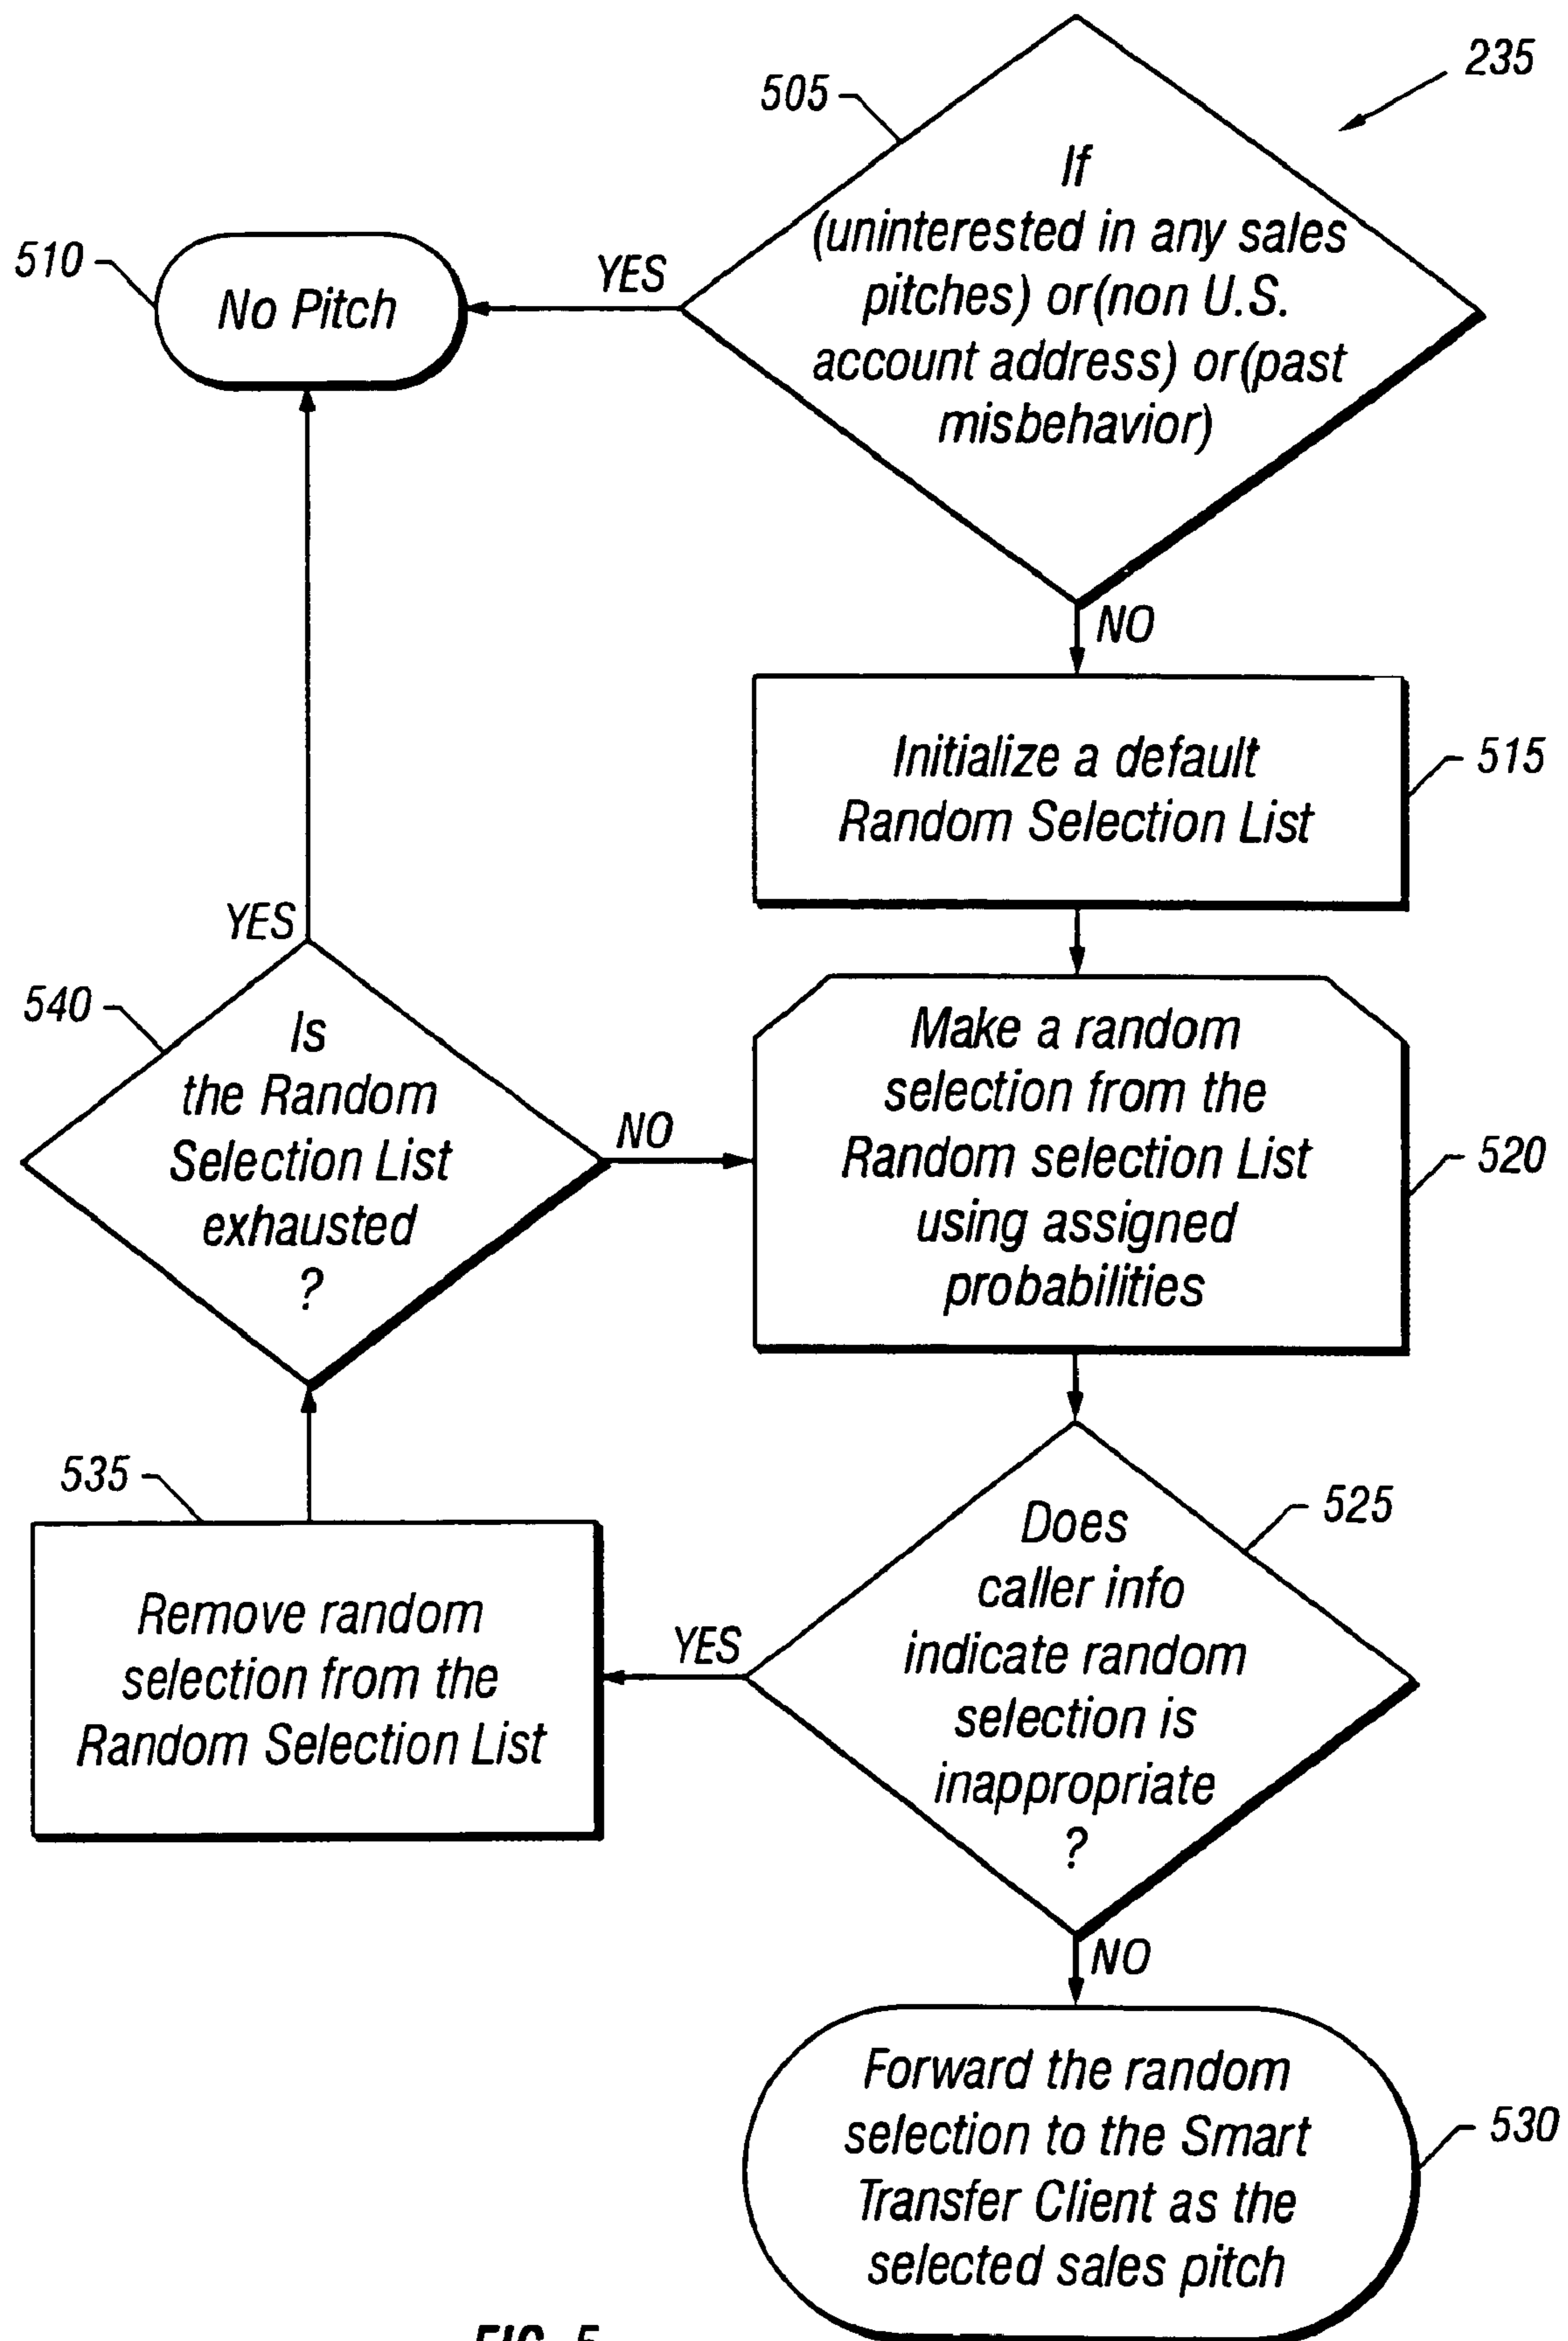 235
505
If
(uninterested in any sales
pitches) or(non U.S.
account address) or(past
misbehavior)
510
No Pitch
YES
NO
Initialize a default
Random Selection List
515
YES
540
Is
the Random
Selection List
exhausted
?
NO
Make a random
selection from the
Random selection List
using assigned
probabilities
520
535
Remove random
selection from the
Random Selection List
YES
Does
caller info
indicate random
selection is
inappropriate
?
525
NO
Forward the random
selection to the Smart
Transfer Client as the
selected sales pitch
530
FIG. 5